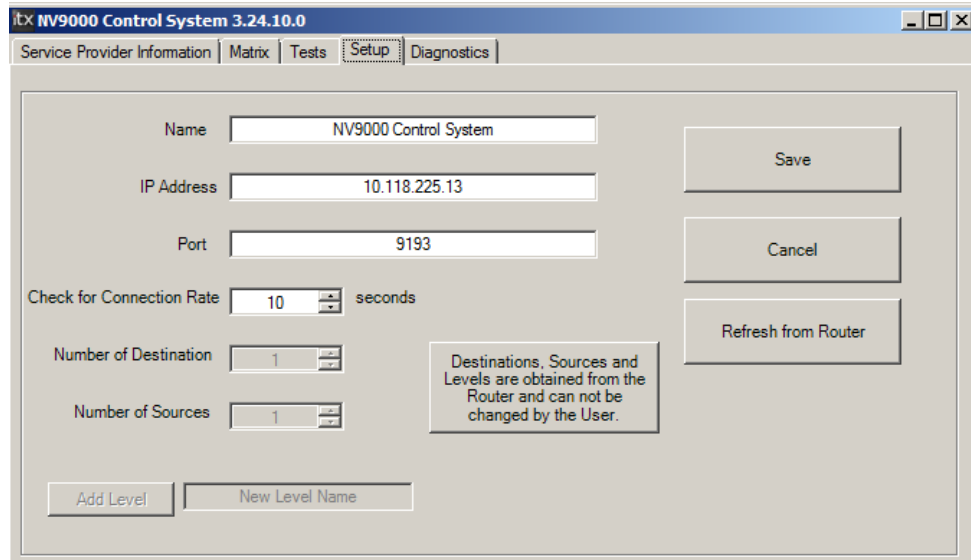 itx NV9000 Control System 3.24.10.0
Service Provider Information Matrix Tests Setup Diagnostics
Name NV9000 Control System
Save
IP Address 10.118.225.13
Port 9193
Cancel
Check for Connection Rate 10 seconds
Refresh from Router
Number of Destination 1
Destinations, Sources and
Levels are obtained from the
Router and can not be
changed by the User.
Number of Sources 1
Add Level New Level Name